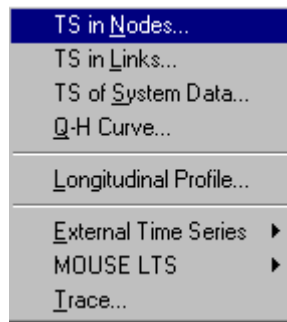 TS in Nodes...
TS in Links...
TS of System Data...
Q-H Curve...
Longitudinal Profile...
External Time Series
MOUSE LTS
Trace...